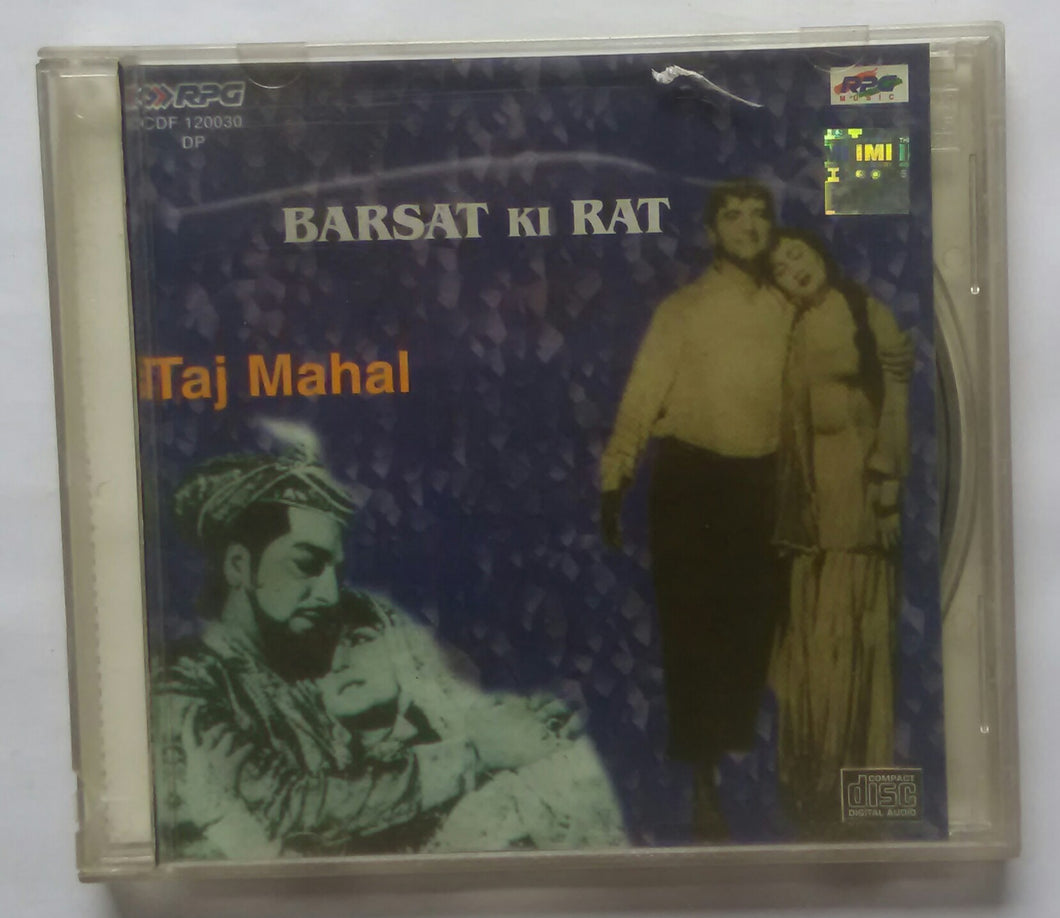 RPG
CDF 120030
DP
RPG
MUSIC
IMI
BARSAT KI RAT
Taj Mahal
COMPACT
disc
DIGITAL AUDIO